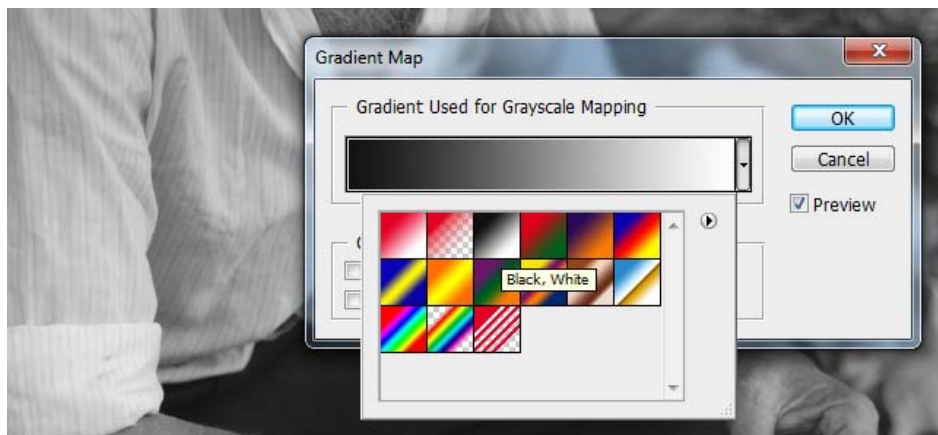 Gradient Map
Gradient Used for Grayscale Mapping
OK
Cancel
Preview
Black, White